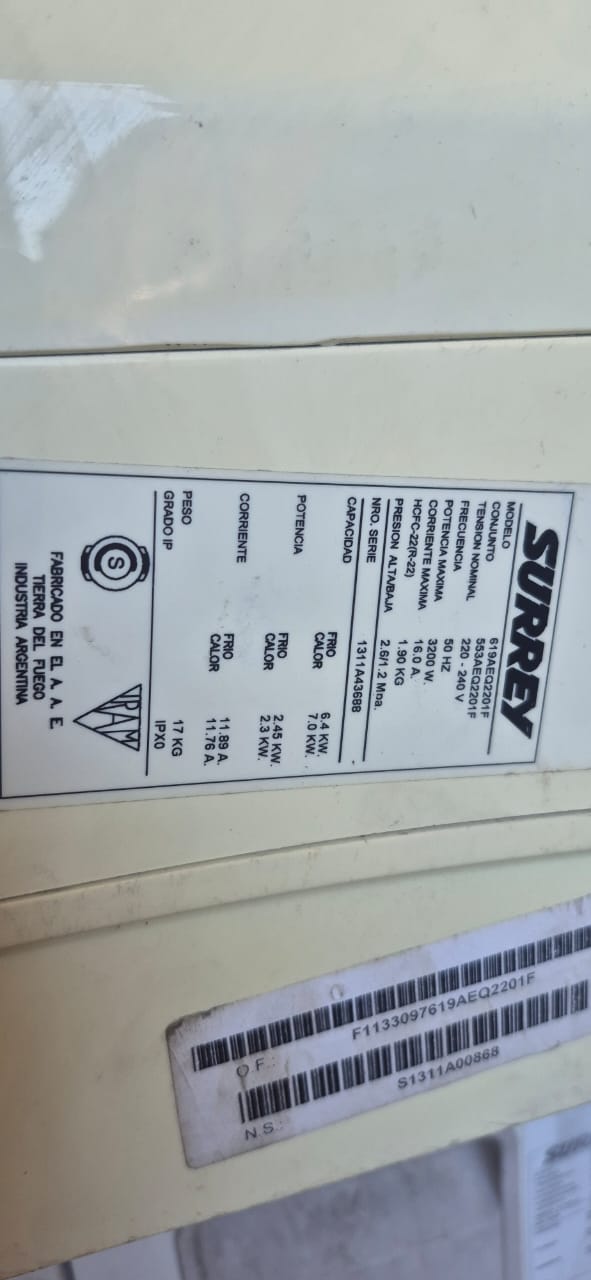 SURREY
MODELO 619AEQ2201F
CONJUNTO 553AEQ2201F
TENSION NOMINAL 220 - 240 V
FRECUENCIA 50 HZ
POTENCIA MAXIMA 3200 W.
CORRIENTE MAXIMA 16.0 A.
HCFC-22(R-22) 1.90 KG
PRESION ALTA/BAJA 2.6/1.2 Mpa.
NRO. SERIE 1311A43688
CAPACIDAD FRIO 6.4 KW.
CALOR 7.0 KW.
POTENCIA FRIO 2.45 KW.
CALOR 2.3 KW.
CORRIENTE FRIO 11.89 A.
CALOR 11.76 A.
PESO 17 KG
GRADO IP IPX0
S
IRAM
FABRICADO EN EL A. A. E.
TIERRA DEL FUEGO
INDUSTRIA ARGENTINA
F1133097619AEQ2201F
O.F.:
S1311A00868
N.S.: